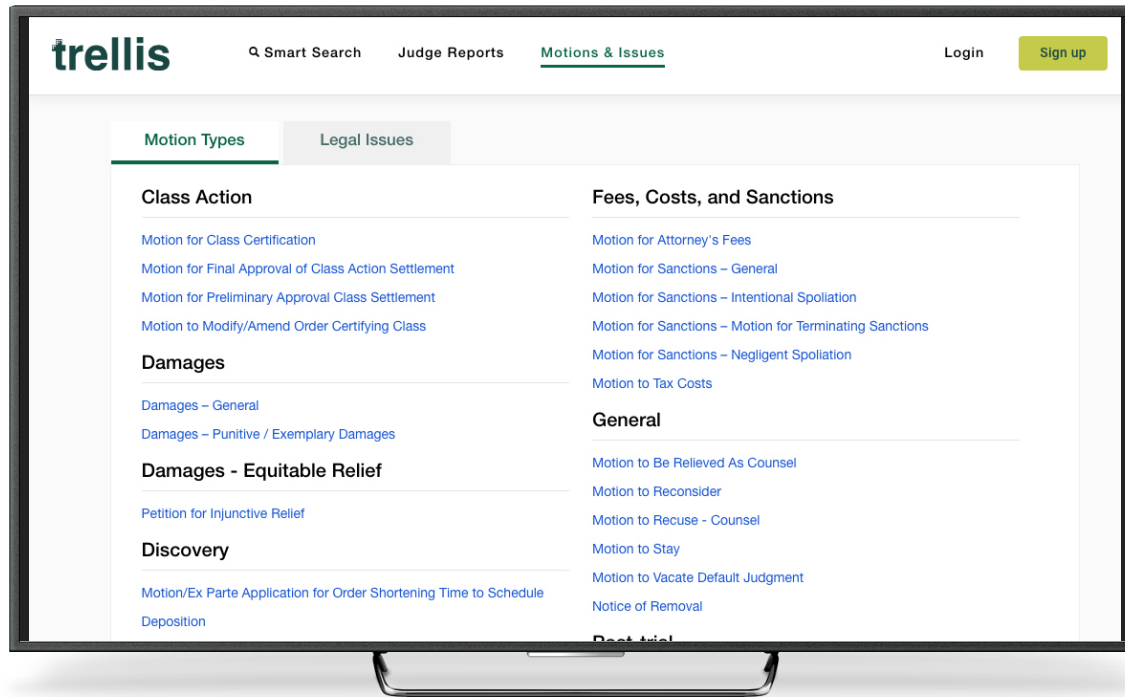 trellis
Smart Search
Judge Reports
Motions & Issues
Login
Sign up
Motion Types
Legal Issues
Class Action
Motion for Class Certification
Motion for Final Approval of Class Action Settlement
Motion for Preliminary Approval Class Settlement
Motion to Modify/Amend Order Certifying Class
Damages
Damages – General
Damages – Punitive / Exemplary Damages
Damages - Equitable Relief
Petition for Injunctive Relief
Discovery
Motion/Ex Parte Application for Order Shortening Time to Schedule
Deposition
Fees, Costs, and Sanctions
Motion for Attorney's Fees
Motion for Sanctions – General
Motion for Sanctions – Intentional Spoliation
Motion for Sanctions – Motion for Terminating Sanctions
Motion for Sanctions – Negligent Spoliation
Motion to Tax Costs
General
Motion to Be Relieved As Counsel
Motion to Reconsider
Motion to Recuse - Counsel
Motion to Stay
Motion to Vacate Default Judgment
Notice of Removal
Post-trial